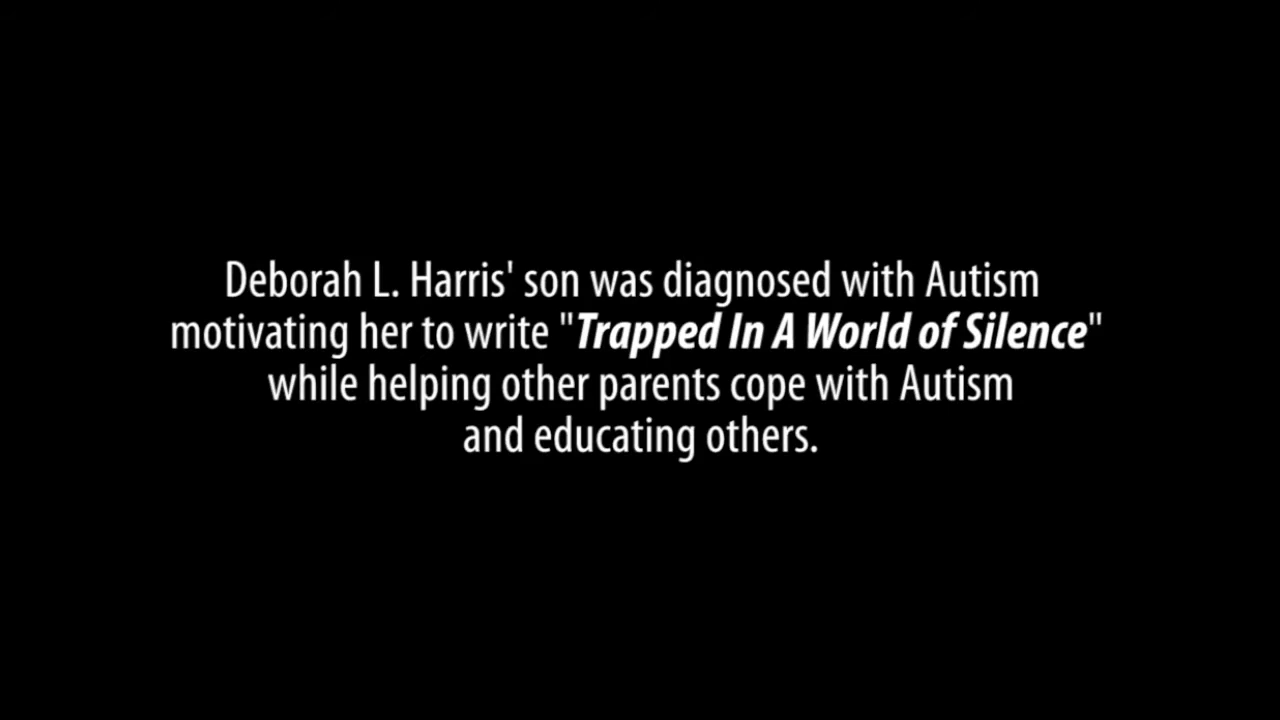 Deborah L. Harris' son was diagnosed with Autism
motivating her to write "Trapped In A World of Silence"
while helping other parents cope with Autism
and educating others.